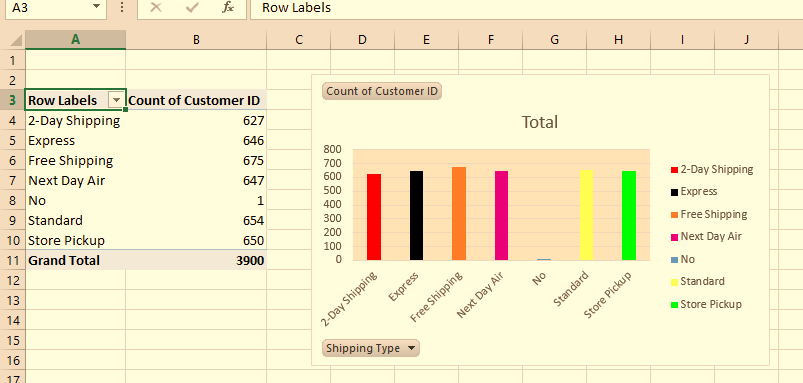 A3 fx Row Labels
A B C D E F G H I J
1
2
3 Row Labels Count of Customer ID
4 2-Day Shipping 627
5 Express 646
6 Free Shipping 675
7 Next Day Air 647
8 No 1
9 Standard 654
10 Store Pickup 650
11 Grand Total 3900
12
13
14
15
16
17
Count of Customer ID
Total
800
700
600
500
400
300
200
100
0
2-Day Shipping
Express
Free Shipping
Next Day Air
No
Standard
Store Pickup
2-Day Shipping
Express
Free Shipping
Next Day Air
No
Standard
Store Pickup
Shipping Type